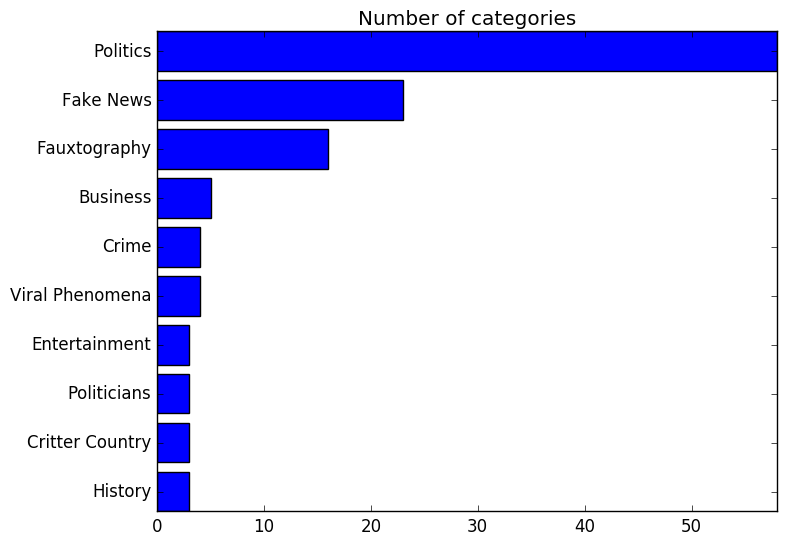 Number of categories
Politics
Fake News
Fauxtography
Business
Crime
Viral Phenomena
Entertainment
Politicians
Critter Country
History
0 10 20 30 40 50